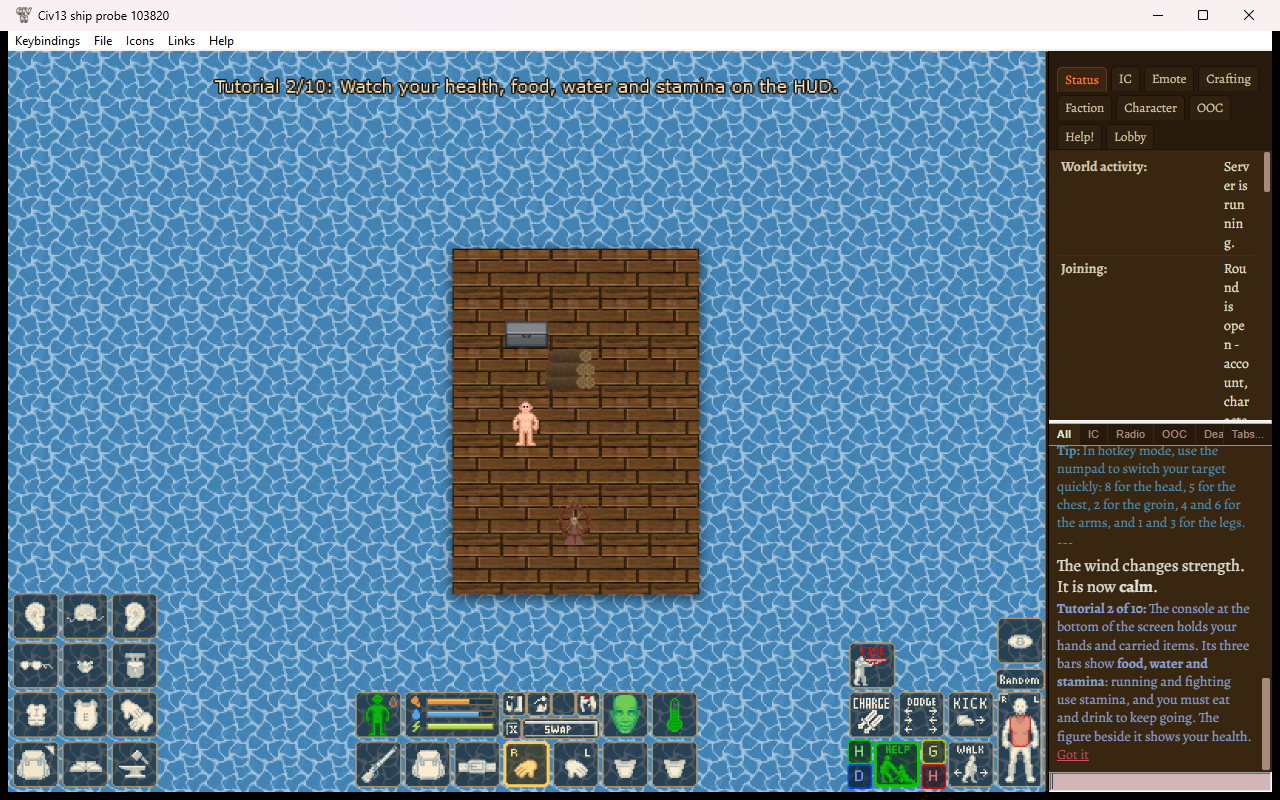 Civ13 ship probe 103820
Keybindings File Icons Links Help
Tutorial 2/10: Watch your health, food, water and stamina on the HUD.
Status IC Emote Crafting
Faction Character OOC
Help! Lobby
World activity: Serv
er is
run
nin
g.
Joining: Rou
nd
is
ope
n -
acco
unt,
char
All IC Radio OOC Dea Tabs...
Tip: In hotkey mode, use the
numpad to switch your target
quickly: 8 for the head, 5 for the
chest, 2 for the groin, 4 and 6 for
the arms, and 1 and 3 for the legs.
---
The wind changes strength.
It is now calm.
Tutorial 2 of 10: The console at the
bottom of the screen holds your
hands and carried items. Its three
bars show food, water and
stamina: running and fighting
use stamina, and you must eat
and drink to keep going. The
figure beside it shows your health.
Got it
FIRE
Random
CHARGE DODGE KICK R L
X SWAP
E
R L
H HELP G WALK
D H